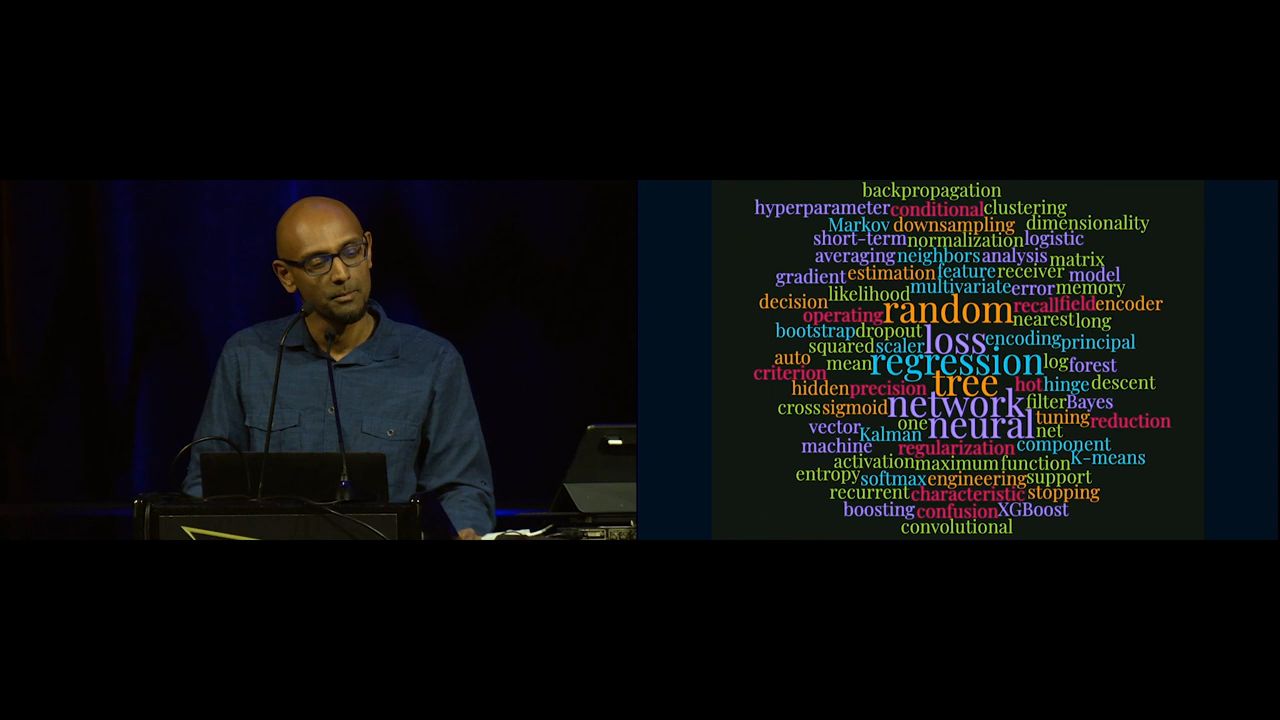 backpropagation
hyperparameter conditional clustering
Markov downsampling dimensionality
short-term normalization logistic
averaging neighbors analysis matrix
gradient estimation feature receiver model
likelihood multivariate error memory
decision random recall field encoder
operating nearest long
bootstrap dropout loss encoding principal
squared scaler
auto mean regression log forest
criterion tree hot hinge descent
hidden precision
cross sigmoid network filter Bayes
vector one neural tuning reduction
Kalman net
machine regularization component
activation maximum function K-means
entropy softmax engineering support
recurrent characteristic stopping
boosting confusion XGBoost
convolutional